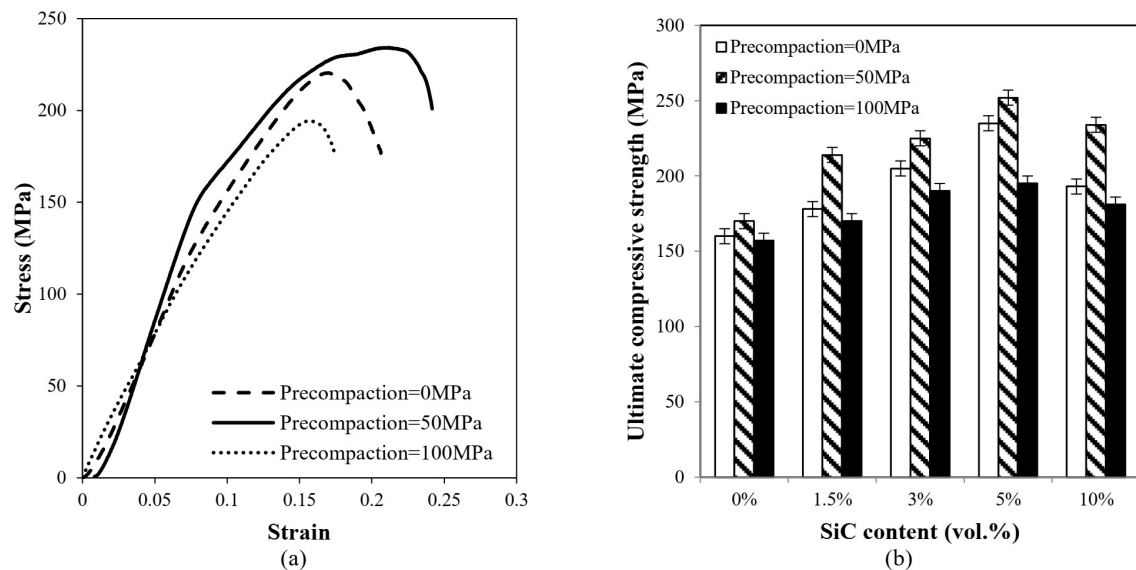 250
200
150
100
50
0
Stress (MPa)
Precompaction=0MPa
Precompaction=50MPa
Precompaction=100MPa
0 0.05 0.1 0.15 0.2 0.25 0.3
Strain
(a)
300
250
200
150
100
50
0
Ultimate compressive strength (MPa)
Precompaction=0MPa
Precompaction=50MPa
Precompaction=100MPa
0% 1.5% 3% 5% 10%
SiC content (vol.%)
(b)